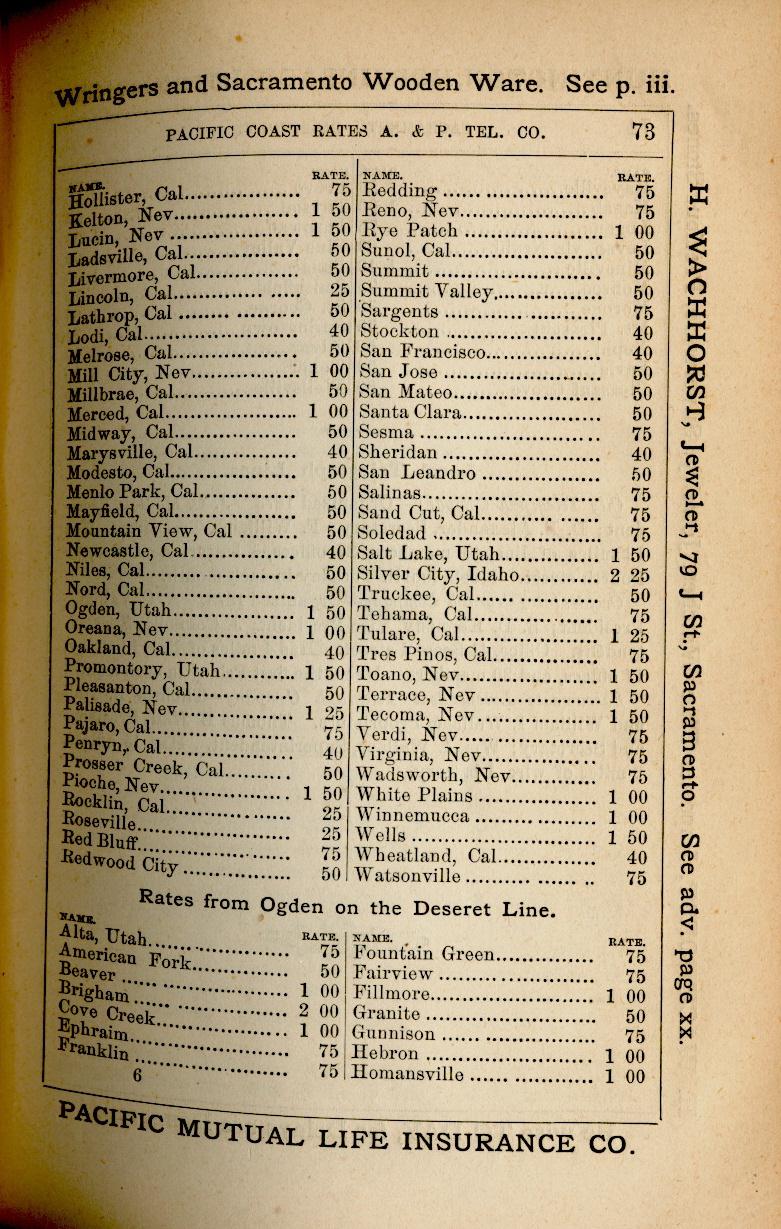 Wringers and Sacramento Wooden Ware. See p. iii.
PACIFIC COAST RATES A. & P. TEL. CO. 73
NAME. RATE.
Hollister, Cal. 75
Kelton, Nev. 1 50
Lucin, Nev 1 50
Ladsville, Cal. 50
Livermore, Cal. 50
Lincoln, Cal. 25
Lathrop, Cal 50
Lodi, Cal. 40
Melrose, Cal. 50
Mill City, Nev. 1 00
Millbrae, Cal. 50
Merced, Cal. 1 00
Midway, Cal. 50
Marysville, Cal. 40
Modesto, Cal. 50
Menlo Park, Cal. 50
Mayfield, Cal. 50
Mountain View, Cal 50
Newcastle, Cal. 40
Niles, Cal. 50
Nord, Cal. 50
Ogden, Utah. 1 50
Oreana, Nev. 1 00
Oakland, Cal. 40
Promontory, Utah. 1 50
Pleasanton, Cal. 50
Palisade, Nev. 1 25
Pajaro, Cal. 75
Penryn, Cal. 40
Prosser Creek, Cal. 50
Pioche, Nev. 1 50
Rocklin, Cal. 25
Roseville. 25
Red Bluff. 75
Redwood City 50
NAME. RATE.
Redding 75
Reno, Nev. 75
Rye Patch 1 00
Sunol, Cal. 50
Summit 50
Summit Valley, 50
Sargents 75
Stockton 40
San Francisco. 40
San Jose 50
San Mateo. 50
Santa Clara. 50
Sesma 75
Sheridan 40
San Leandro 50
Salinas. 75
Sand Cut, Cal. 75
Soledad 75
Salt Lake, Utah. 1 50
Silver City, Idaho. 2 25
Truckee, Cal. 50
Tehama, Cal. 75
Tulare, Cal. 1 25
Tres Pinos, Cal. 75
Toano, Nev. 1 50
Terrace, Nev 1 50
Tecoma, Nev. 1 50
Verdi, Nev. 75
Virginia, Nev. 75
Wadsworth, Nev. 75
White Plains 1 00
Winnemucca 1 00
Wells 1 50
Wheatland, Cal. 40
Watsonville 75
Rates from Ogden on the Deseret Line.
NAME. RATE.
Alta, Utah. 75
American Fork. 50
Beaver 1 00
Brigham 2 00
Cove Creek. 1 00
Ephraim. 75
Franklin 75
6
NAME. RATE.
Fountain Green. 75
Fairview 75
Fillmore. 1 00
Granite 50
Gunnison 75
Hebron 1 00
Homansville 1 00
PACIFIC MUTUAL LIFE INSURANCE CO.
H. WACHHORST, Jeweler, 79 J St., Sacramento. See adv. page xx.